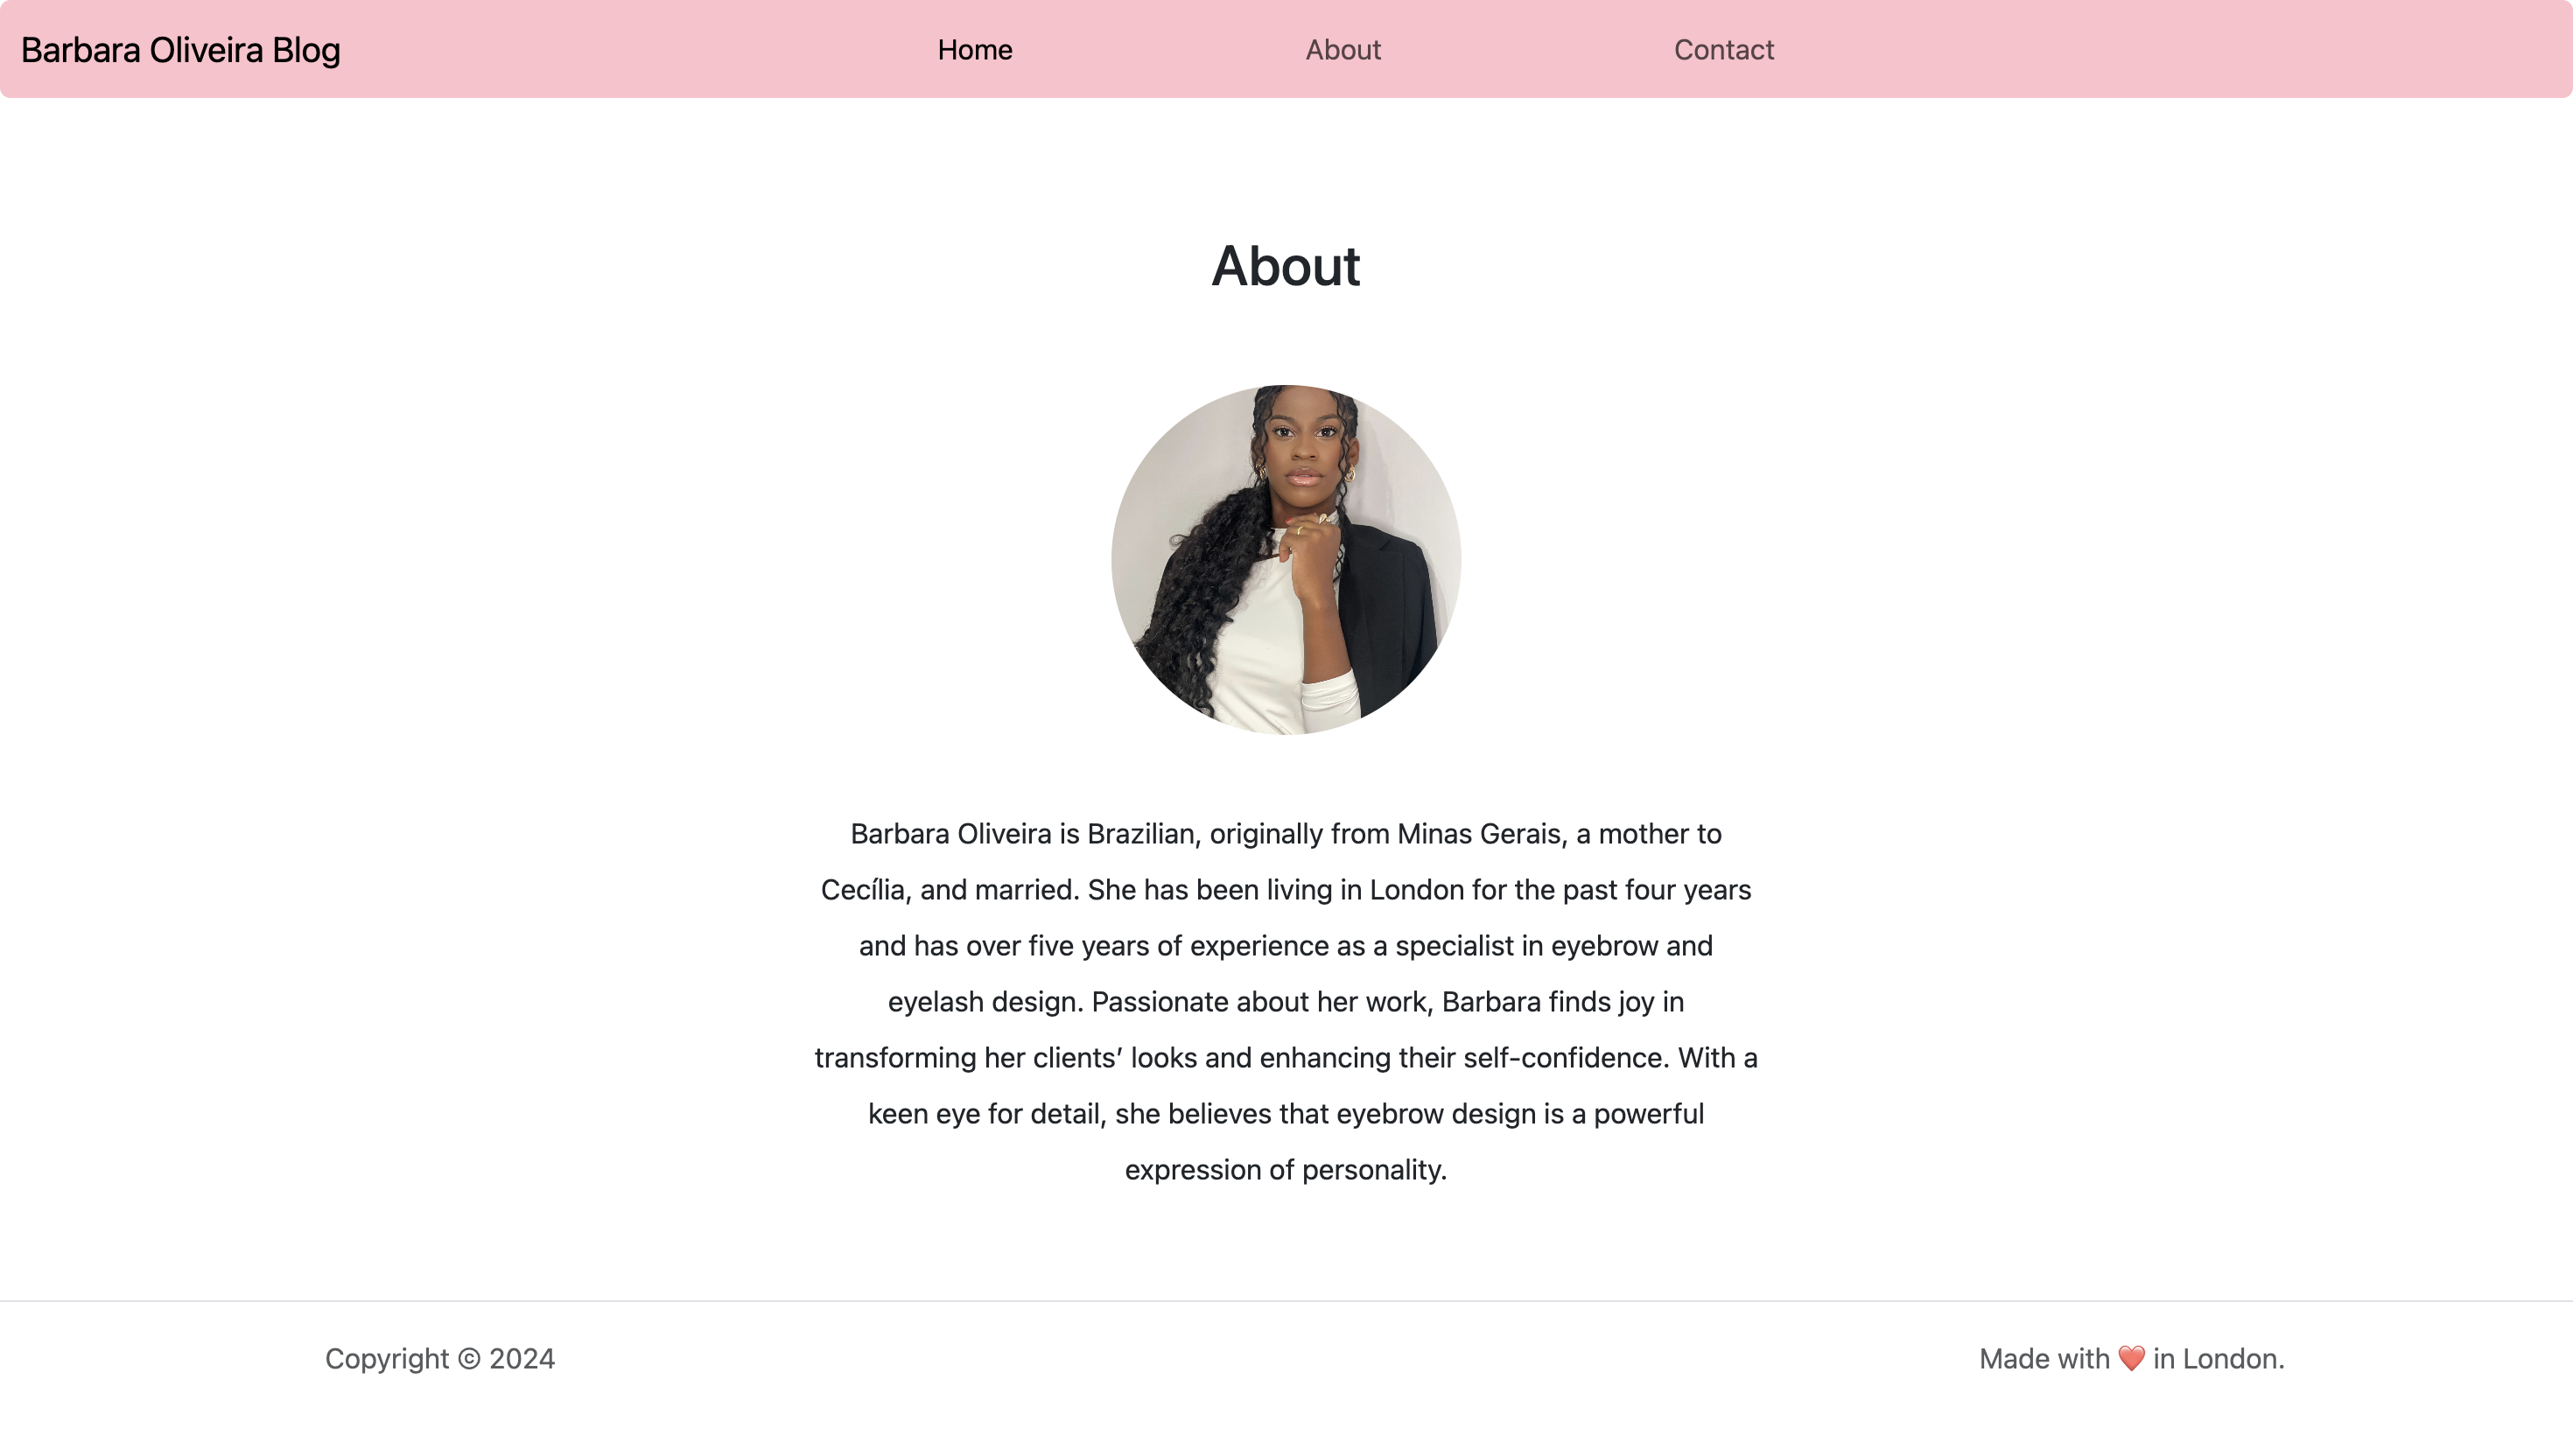 Barbara Oliveira Blog
Home
About
Contact
About
Barbara Oliveira is Brazilian, originally from Minas Gerais, a mother to
Cecília, and married. She has been living in London for the past four years
and has over five years of experience as a specialist in eyebrow and
eyelash design. Passionate about her work, Barbara finds joy in
transforming her clients’ looks and enhancing their self-confidence. With a
keen eye for detail, she believes that eyebrow design is a powerful
expression of personality.
Copyright © 2024
Made with ❤️ in London.